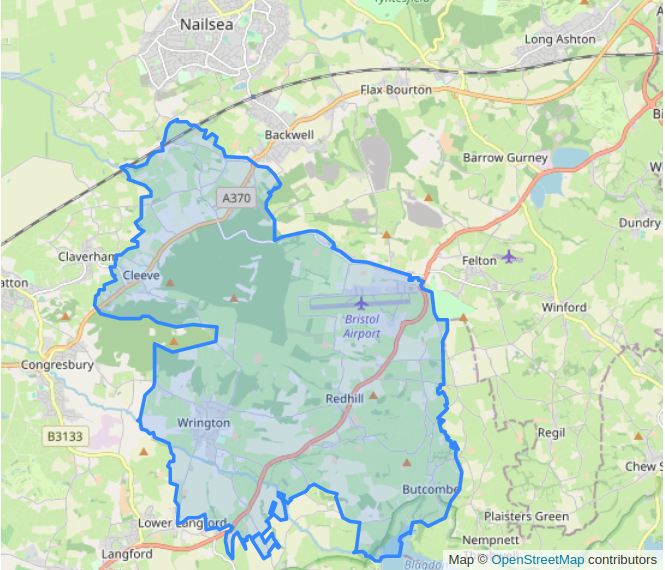 Tyntesfield
Nailsea
Long Ashton
Flax Bourton
Backwell
Barrow Gurney
A370
Dundry
Claverham
Felton
Cleeve
atton
Winford
Bristol
Airport
Congresbury
Redhill
Wrington
B3133
Regil
Chew S
Butcombe
Plaisters Green
Lower Langford
Nempnett
Langford
Map © OpenStreetMap contributors